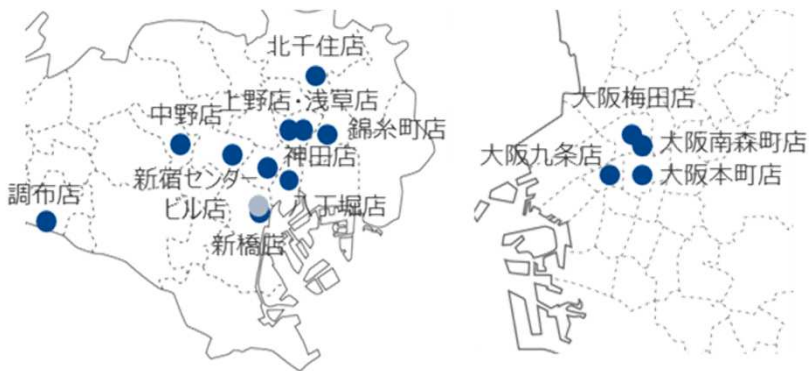 北千住店
上野店・浅草店
中野店
錦糸町店
神田店
新宿センター
ビル店
八丁堀店
調布店
新橋店
大阪梅田店
大阪南森町店
大阪九条店
大阪本町店